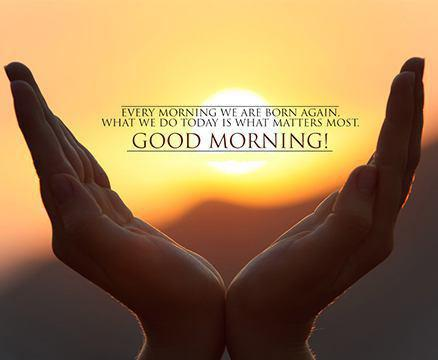 EVERY MORNING WE ARE BORN AGAIN.
WHAT WE DO TODAY IS WHAT MATTERS MOST.
GOOD MORNING!